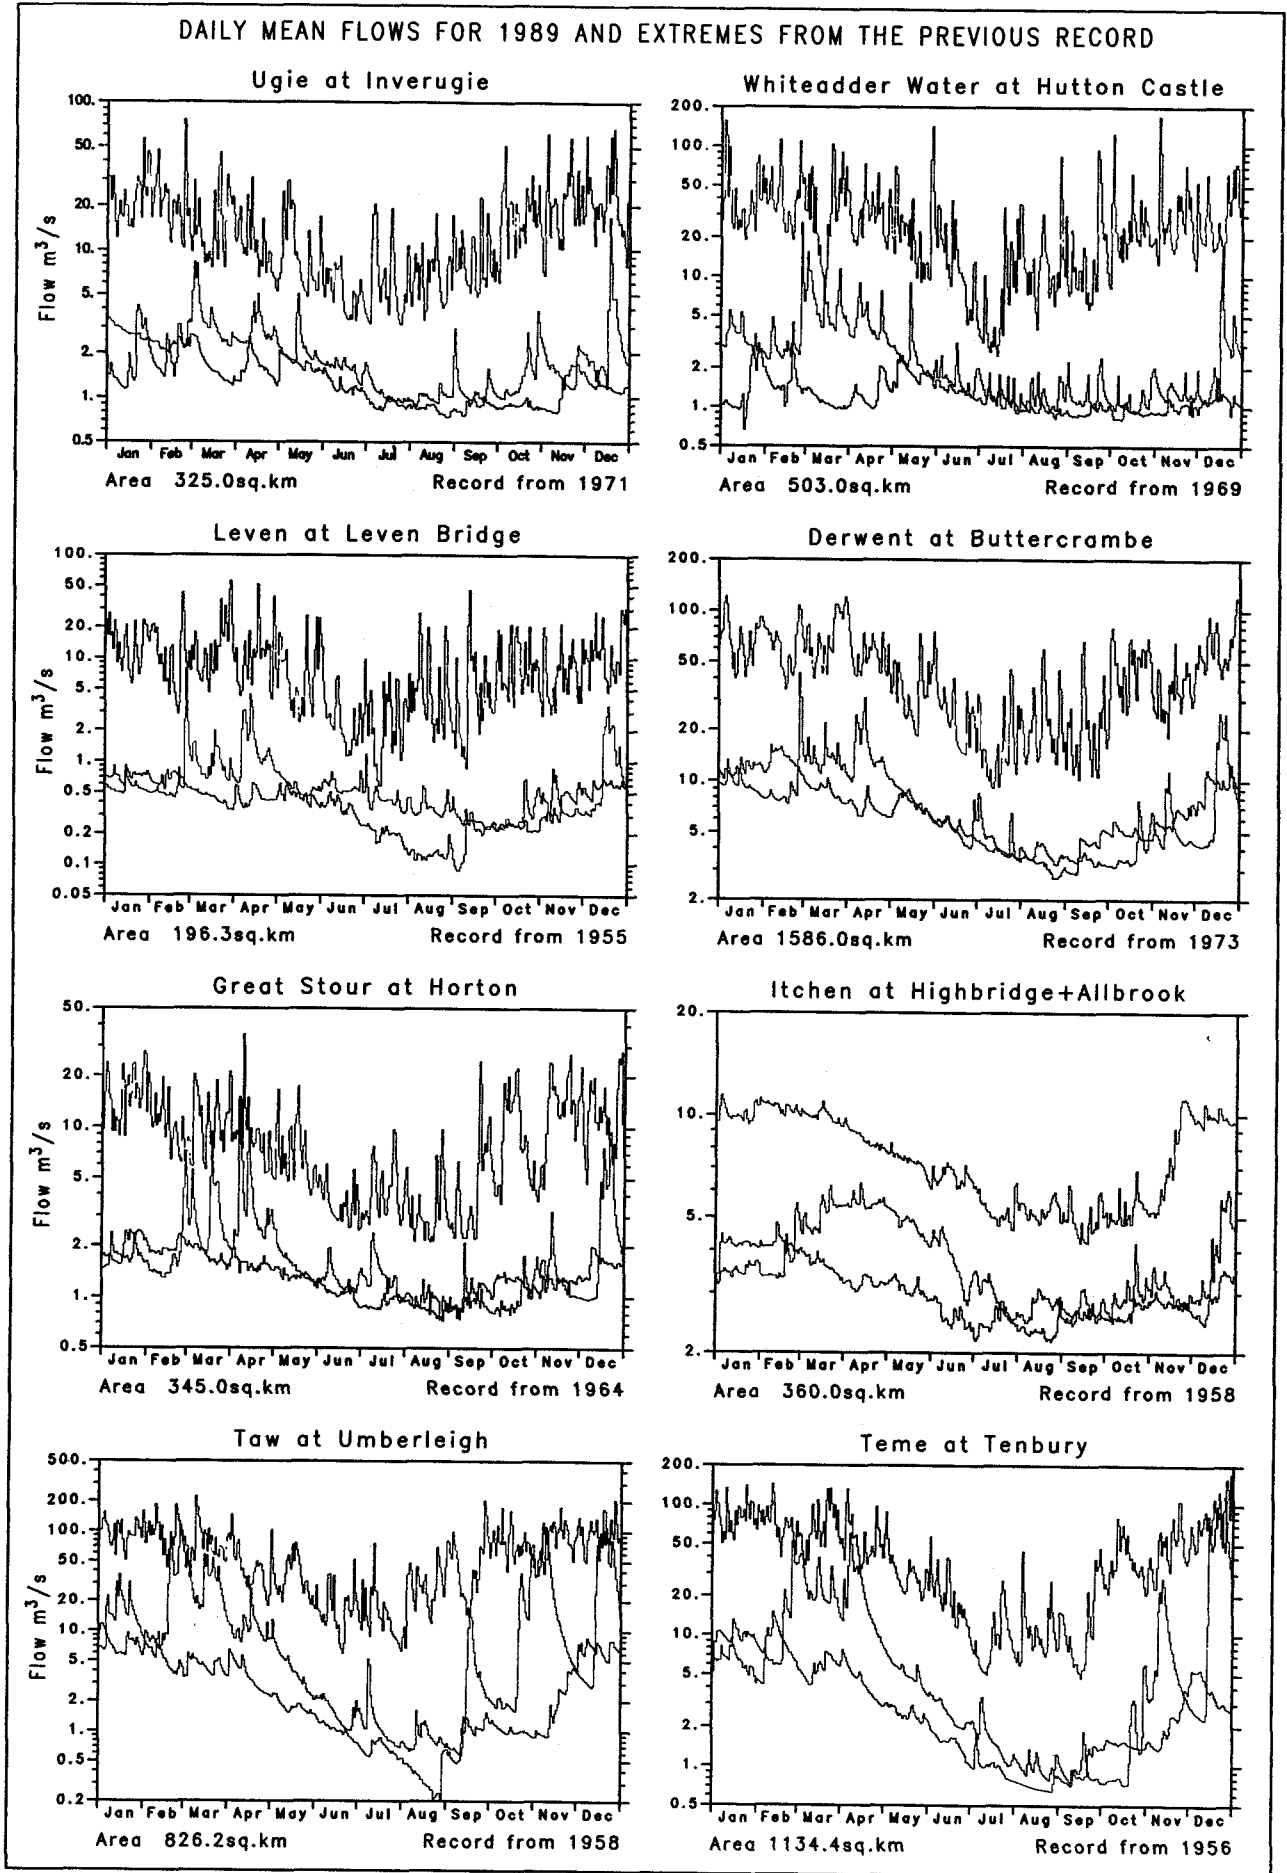 DAILY MEAN FLOWS FOR 1989 AND EXTREMES FROM THE PREVIOUS RECORD
Ugie at Inverugie
Flow m³/s
100.
50.
20.
10.
5.
2.
1.
0.5
Jan Feb Mar Apr May Jun Jul Aug Sep Oct Nov Dec
Area 325.0sq.km Record from 1971
Whiteadder Water at Hutton Castle
200.
100.
50.
20.
10.
5.
2.
1.
0.5
Jan Feb Mar Apr May Jun Jul Aug Sep Oct Nov Dec
Area 503.0sq.km Record from 1969
Leven at Leven Bridge
Flow m³/s
100.
50.
20.
10.
5.
2.
1.
0.5
0.2
0.1
0.05
Jan Feb Mar Apr May Jun Jul Aug Sep Oct Nov Dec
Area 196.3sq.km Record from 1955
Derwent at Buttercrambe
200.
100.
50.
20.
10.
5.
2.
Jan Feb Mar Apr May Jun Jul Aug Sep Oct Nov Dec
Area 1586.0sq.km Record from 1973
Great Stour at Horton
Flow m³/s
50.
20.
10.
5.
2.
1.
0.5
Jan Feb Mar Apr May Jun Jul Aug Sep Oct Nov Dec
Area 345.0sq.km Record from 1964
Itchen at Highbridge+Allbrook
20.
10.
5.
2.
Jan Feb Mar Apr May Jun Jul Aug Sep Oct Nov Dec
Area 360.0sq.km Record from 1958
Taw at Umberleigh
Flow m³/s
500.
200.
100.
50.
20.
10.
5.
2.
1.
0.5
0.2
Jan Feb Mar Apr May Jun Jul Aug Sep Oct Nov Dec
Area 826.2sq.km Record from 1958
Teme at Tenbury
200.
100.
50.
20.
10.
5.
2.
1.
0.5
Jan Feb Mar Apr May Jun Jul Aug Sep Oct Nov Dec
Area 1134.4sq.km Record from 1956